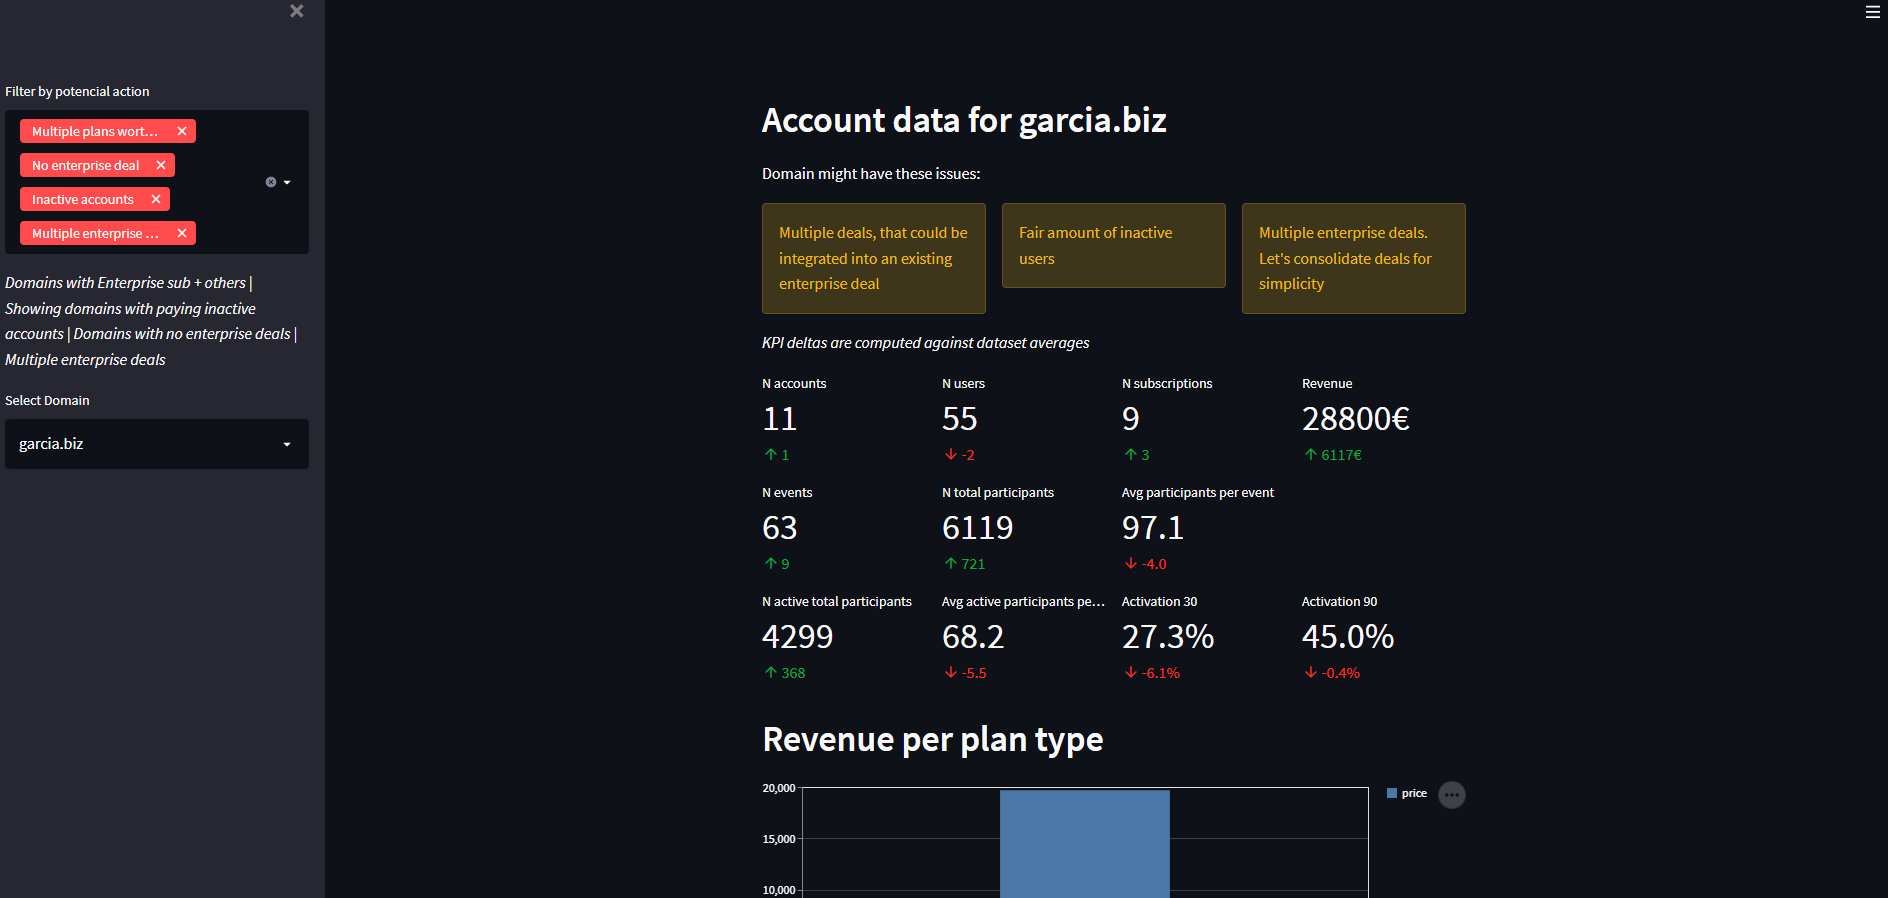 Filter by potencial action
Multiple plans wort...
No enterprise deal
Inactive accounts
Multiple enterprise ...
Domains with Enterprise sub + others |
Showing domains with paying inactive
accounts | Domains with no enterprise deals |
Multiple enterprise deals
Select Domain
garcia.biz
Account data for garcia.biz
Domain might have these issues:
Multiple deals, that could be
integrated into an existing
enterprise deal
Fair amount of inactive
users
Multiple enterprise deals.
Let's consolidate deals for
simplicity
KPI deltas are computed against dataset averages
N accounts
11
1
N users
55
-2
N subscriptions
9
3
Revenue
28800€
6117€
N events
63
9
N total participants
6119
721
Avg participants per event
97.1
-4.0
N active total participants
4299
368
Avg active participants pe...
68.2
-5.5
Activation 30
27.3%
-6.1%
Activation 90
45.0%
-0.4%
Revenue per plan type
20,000
15,000
10,000
price